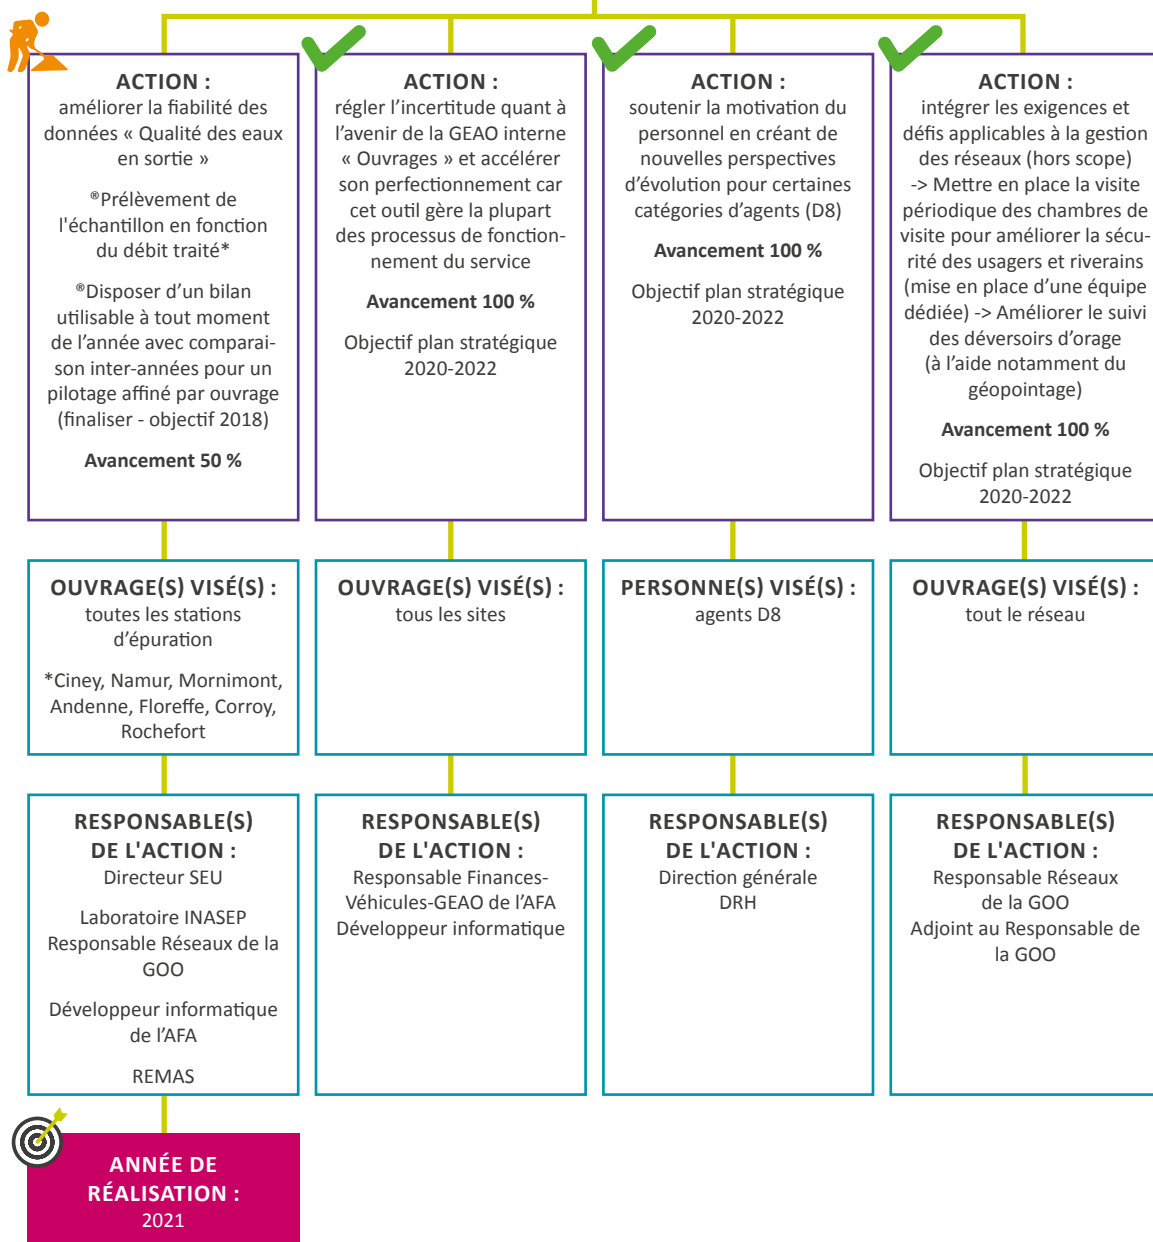 ACTION :
améliorer la fiabilité des
données « Qualité des eaux
en sortie »
®Prélèvement de
l'échantillon en fonction
du débit traité*
®Disposer d’un bilan
utilisable à tout moment
de l’année avec comparai-
son inter-années pour un
pilotage affiné par ouvrage
(finaliser - objectif 2018)
Avancement 50 %
ACTION :
régler l’incertitude quant à
l’avenir de la GEAO interne
« Ouvrages » et accélérer
son perfectionnement car
cet outil gère la plupart
des processus de fonction-
nement du service
Avancement 100 %
Objectif plan stratégique
2020-2022
ACTION :
soutenir la motivation du
personnel en créant de
nouvelles perspectives
d’évolution pour certaines
catégories d’agents (D8)
Avancement 100 %
Objectif plan stratégique
2020-2022
ACTION :
intégrer les exigences et
défis applicables à la gestion
des réseaux (hors scope)
-> Mettre en place la visite
périodique des chambres de
visite pour améliorer la sécu-
rité des usagers et riverains
(mise en place d’une équipe
dédiée) -> Améliorer le suivi
des déversoirs d’orage
(à l’aide notamment du
géopointage)
Avancement 100 %
Objectif plan stratégique
2020-2022
OUVRAGE(S) VISÉ(S) :
toutes les stations
d’épuration
*Ciney, Namur, Mornimont,
Andenne, Floreffe, Corroy,
Rochefort
OUVRAGE(S) VISÉ(S) :
tous les sites
PERSONNE(S) VISÉ(S) :
agents D8
OUVRAGE(S) VISÉ(S) :
tout le réseau
RESPONSABLE(S)
DE L'ACTION :
Directeur SEU
Laboratoire INASEP
Responsable Réseaux de la
GOO
Développeur informatique
de l’AFA
REMAS
RESPONSABLE(S)
DE L'ACTION :
Responsable Finances-
Véhicules-GEAO de l’AFA
Développeur informatique
RESPONSABLE(S)
DE L'ACTION :
Direction générale
DRH
RESPONSABLE(S)
DE L'ACTION :
Responsable Réseaux
de la GOO
Adjoint au Responsable de
la GOO
ANNÉE DE
RÉALISATION :
2021